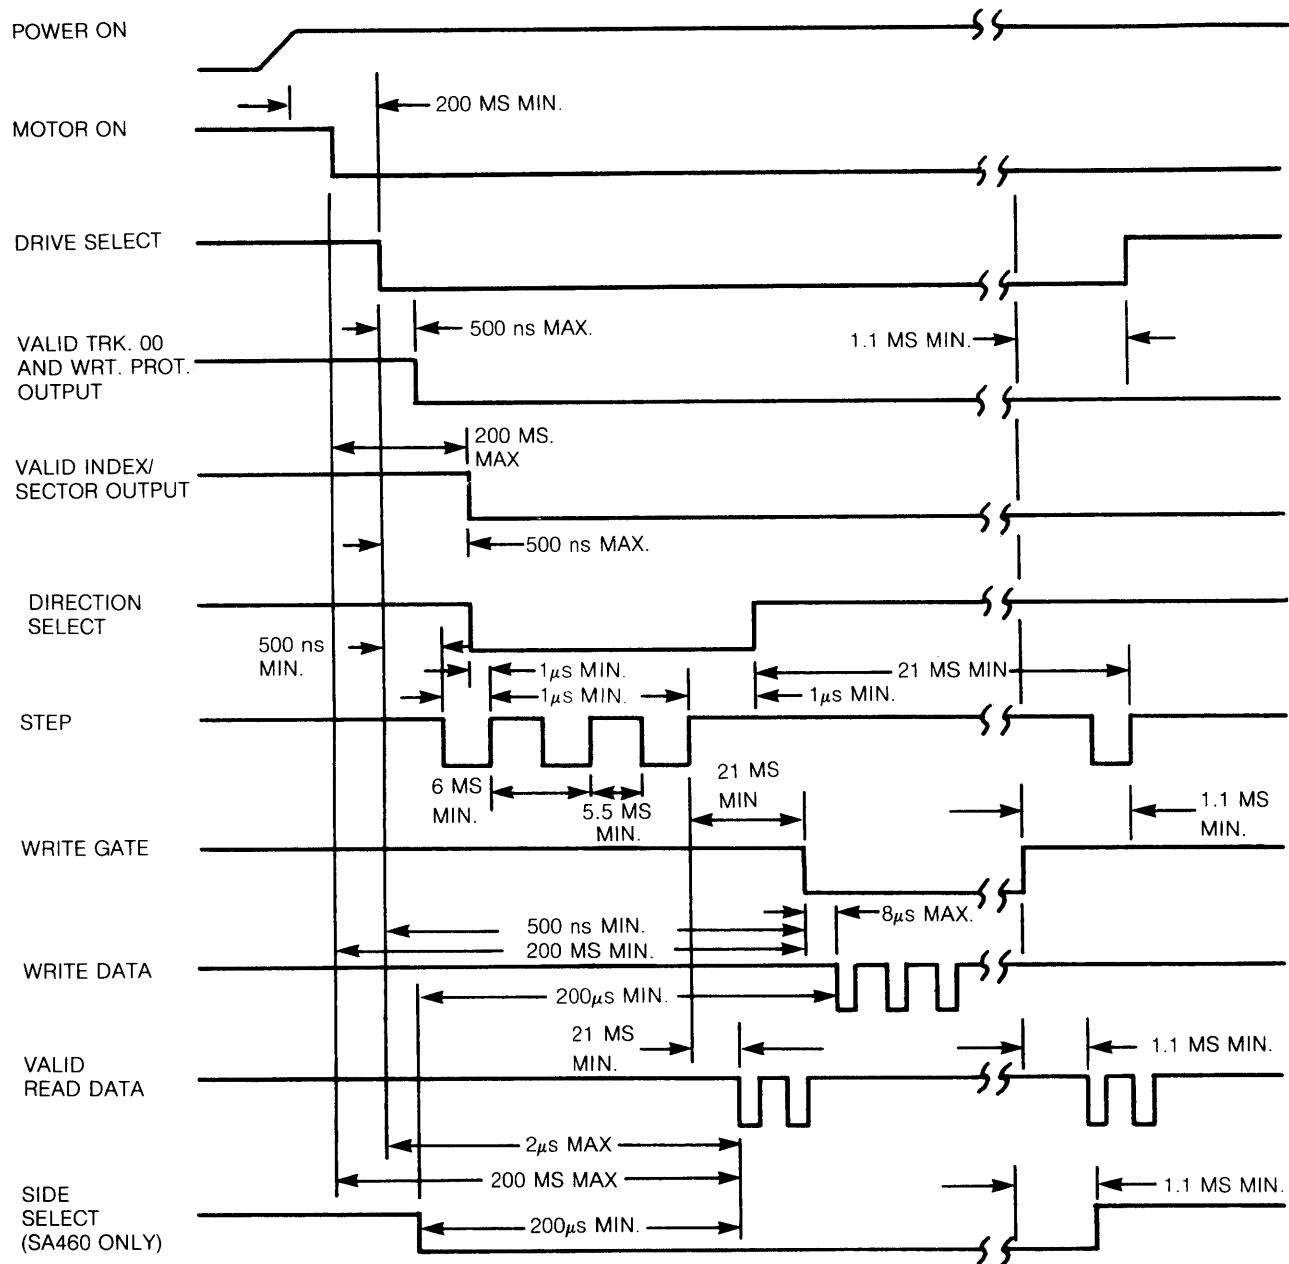 POWER ON
200 MS MIN.
MOTOR ON
DRIVE SELECT
500 ns MAX.
1.1 MS MIN.
VALID TRK. 00
AND WRT. PROT.
OUTPUT
200 MS.
MAX
VALID INDEX/
SECTOR OUTPUT
500 ns MAX.
DIRECTION
SELECT
500 ns
MIN.
1µs MIN.
21 MS MIN
1µs MIN.
1µs MIN.
STEP
6 MS
MIN.
5.5 MS
MIN.
21 MS
MIN
1.1 MS
MIN.
WRITE GATE
8µs MAX.
500 ns MIN.
200 MS MIN.
WRITE DATA
200µs MIN.
21 MS
MIN.
1.1 MS MIN.
VALID
READ DATA
2µs MAX
200 MS MAX
1.1 MS MIN.
SIDE
SELECT
(SA460 ONLY)
200µs MIN.